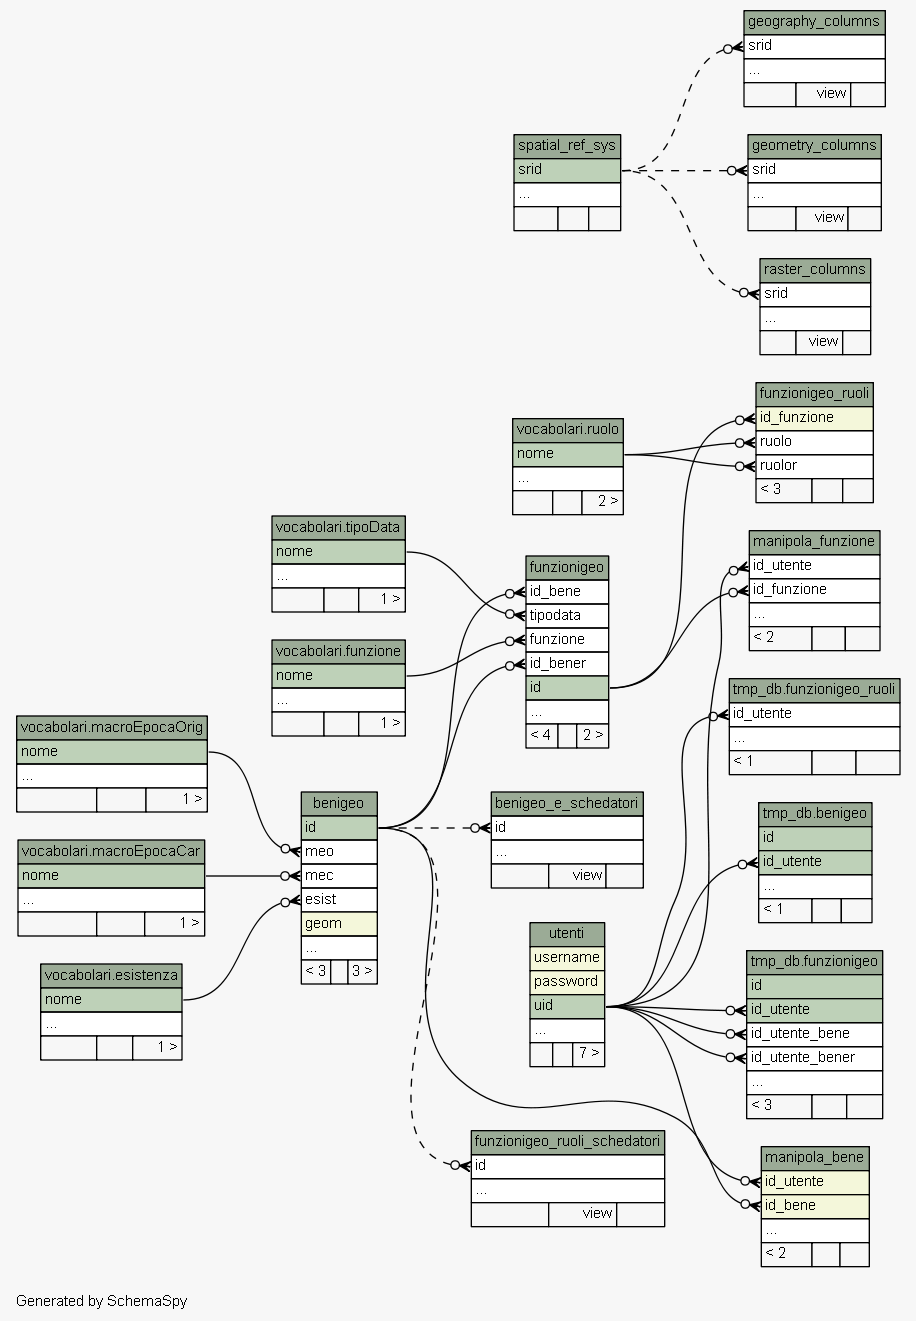 geography_columns
srid
...
view
spatial_ref_sys
srid
...
geometry_columns
srid
...
view
raster_columns
srid
...
view
funzionigeo_ruoli
id_funzione
ruolo
ruolor
< 3
vocabolari.ruolo
nome
...
2 >
vocabolari.tipoData
nome
...
1 >
manipola_funzione
id_utente
id_funzione
...
< 2
funzionigeo
id_bene
tipodata
funzione
id_bener
id
...
< 4 2 >
vocabolari.funzione
nome
...
1 >
tmp_db.funzionigeo_ruoli
id_utente
...
< 1
vocabolari.macroEpocaOrig
nome
...
1 >
benigeo
id
meo
mec
esist
geom
...
< 3 3 >
benigeo_e_schedatori
id
...
view
tmp_db.benigeo
id
id_utente
...
< 1
vocabolari.macroEpocaCar
nome
...
1 >
utenti
username
password
uid
...
7 >
tmp_db.funzionigeo
id
id_utente
id_utente_bene
id_utente_bener
...
< 3
vocabolari.esistenza
nome
...
1 >
funzionigeo_ruoli_schedatori
id
...
view
manipola_bene
id_utente
id_bene
...
< 2
Generated by SchemaSpy